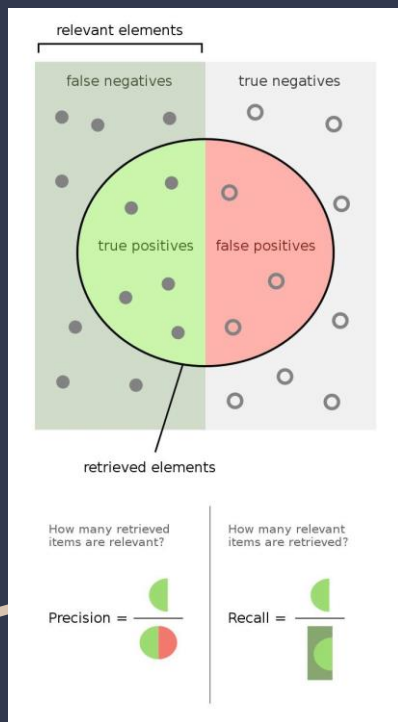 relevant elements
false negatives
true negatives
true positives
false positives
retrieved elements
How many retrieved
items are relevant?
Precision =
How many relevant
items are retrieved?
Recall =